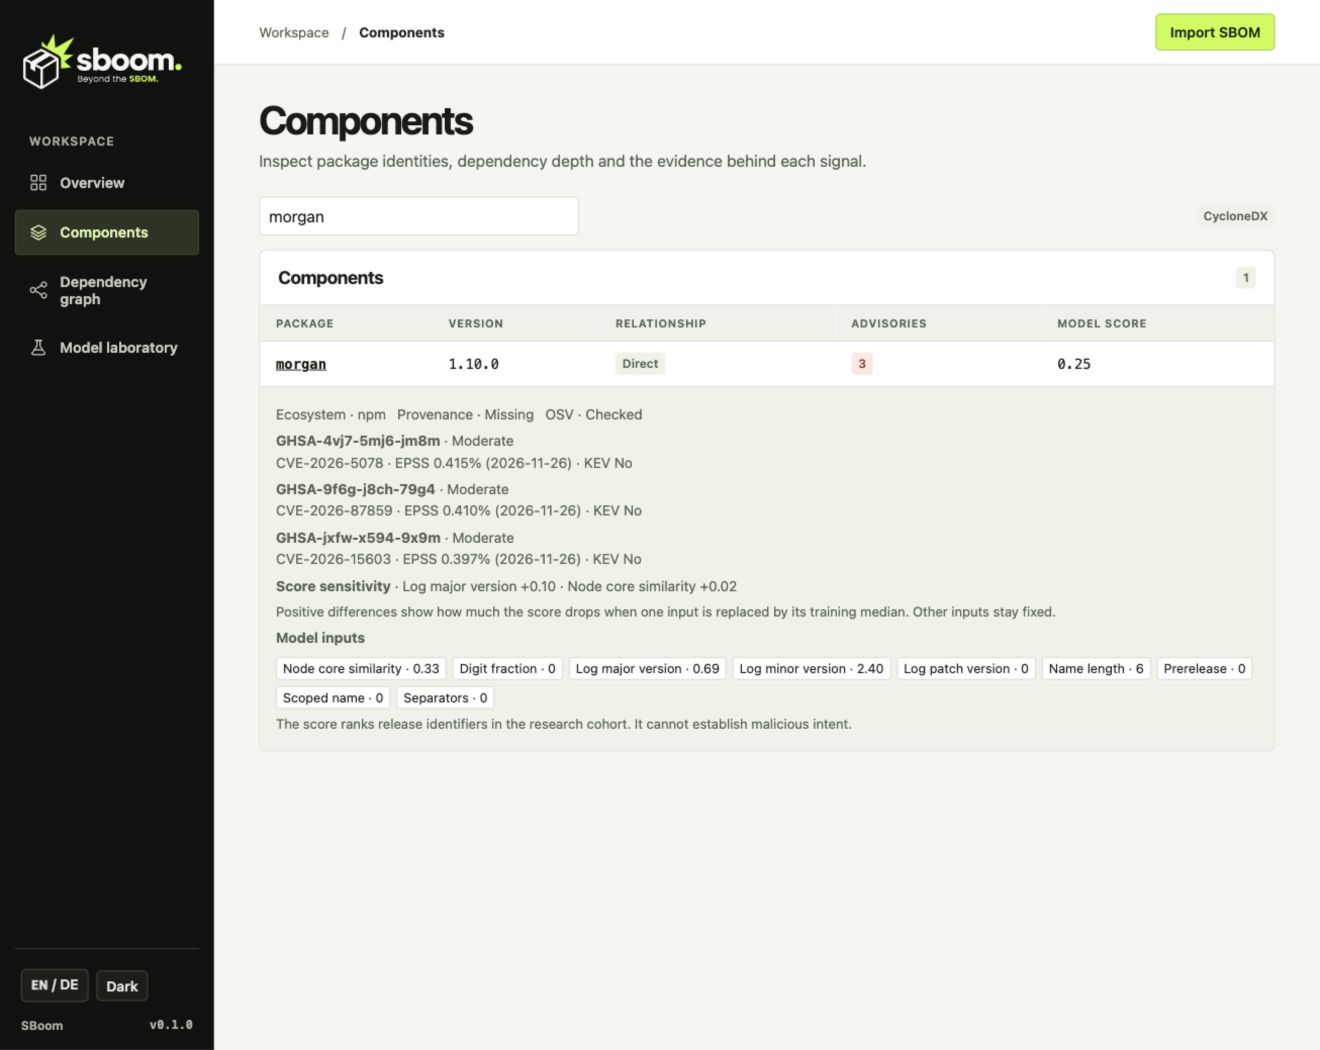 sboom.
Beyond the SBOM.
WORKSPACE
Overview
Components
Dependency
graph
Model laboratory
EN / DE
Dark
SBoom
v0.1.0
Workspace / Components
Import SBOM
Components
Inspect package identities, dependency depth and the evidence behind each signal.
morgan
CycloneDX
Components
1
PACKAGE VERSION RELATIONSHIP ADVISORIES MODEL SCORE
morgan 1.10.0 Direct 3 0.25
Ecosystem · npm Provenance · Missing OSV · Checked
GHSA-4vj7-5mj6-jm8m · Moderate
CVE-2026-5078 · EPSS 0.415% (2026-11-26) · KEV No
GHSA-9f6g-j8ch-79g4 · Moderate
CVE-2026-87859 · EPSS 0.410% (2026-11-26) · KEV No
GHSA-jxfw-x594-9x9m · Moderate
CVE-2026-15603 · EPSS 0.397% (2026-11-26) · KEV No
Score sensitivity · Log major version +0.10 · Node core similarity +0.02
Positive differences show how much the score drops when one input is replaced by its training median. Other inputs stay fixed.
Model inputs
Node core similarity · 0.33 Digit fraction · 0 Log major version · 0.69 Log minor version · 2.40 Log patch version · 0 Name length · 6 Prerelease · 0
Scoped name · 0 Separators · 0
The score ranks release identifiers in the research cohort. It cannot establish malicious intent.